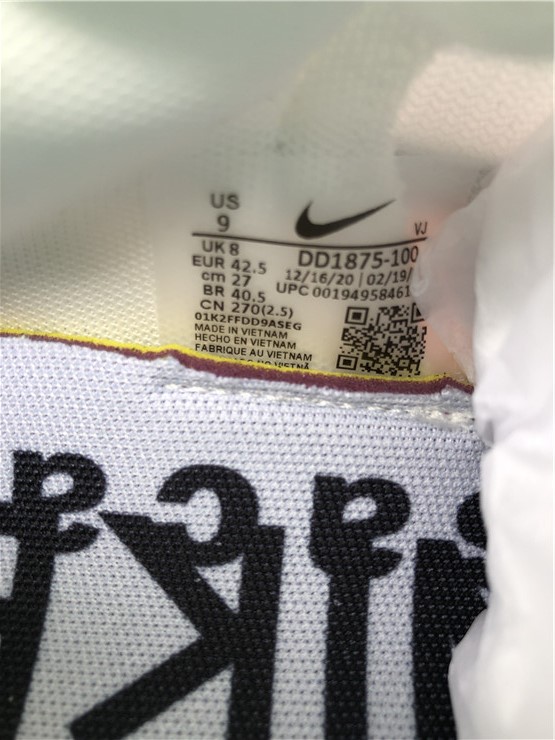 US
9
VJ
UK 8
DD1875-100
EUR 42.5
12/16/20 | 02/19/
cm 27
UPC 00194958461
BR 40.5
CN 270(2.5)
01K2FFDD9ASEG
MADE IN VIETNAM
HECHO EN VIETNAM
FABRIQUE AU VIETNAM